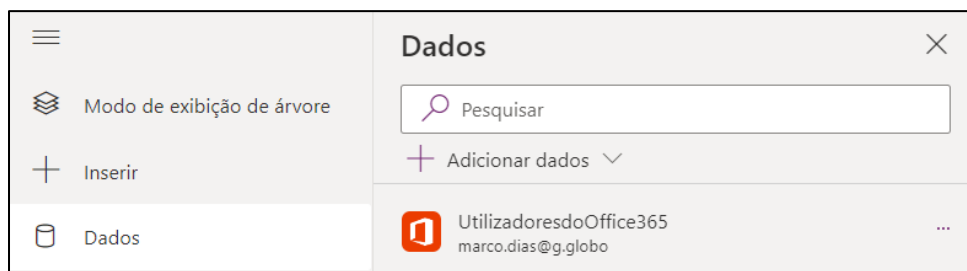 Modo de exibição de árvore
Inserir
Dados
Dados
Pesquisar
Adicionar dados
UtilizadoresdoOffice365
marco.dias@g.globo
...